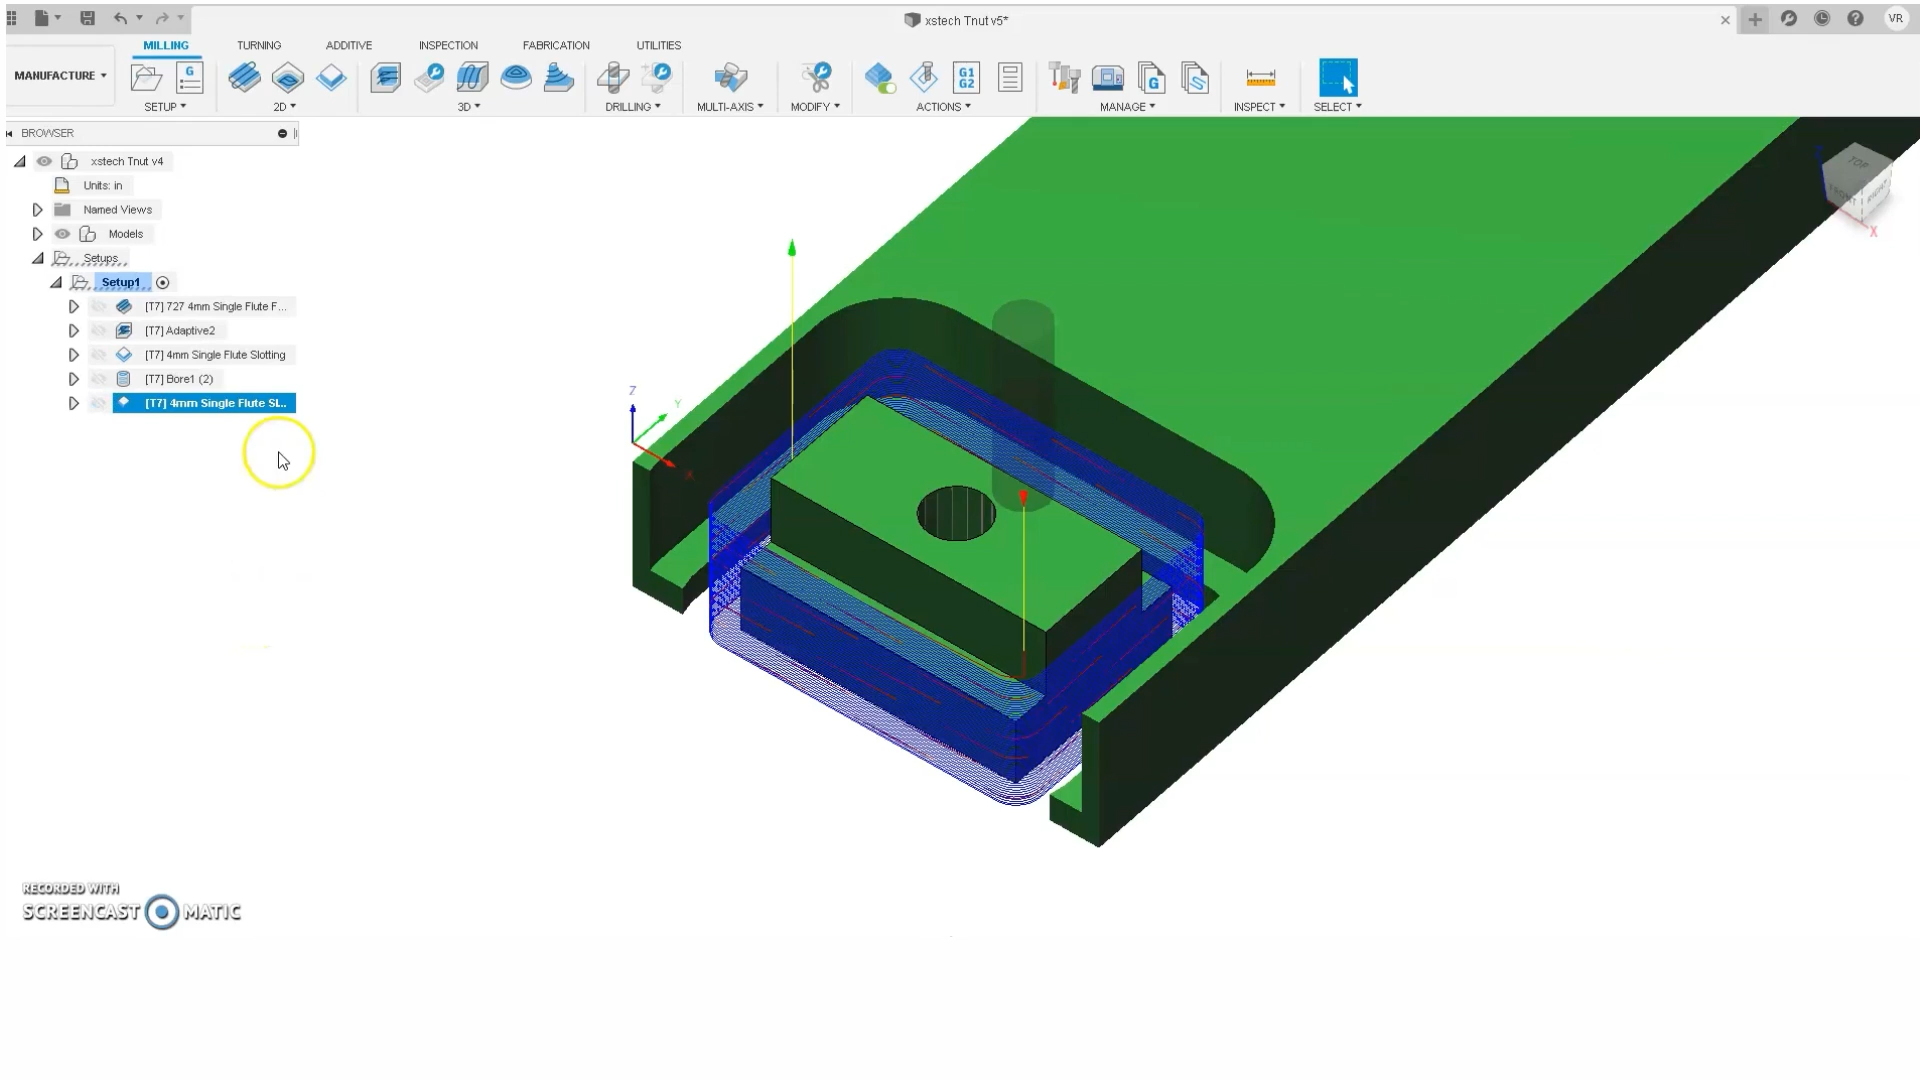 xstech Tnut v5*
VR
MILLING TURNING ADDITIVE INSPECTION FABRICATION UTILITIES
MANUFACTURE
G
G1
G2
G
SETUP 2D 3D DRILLING MULTI-AXIS MODIFY ACTIONS MANAGE INSPECT SELECT
BROWSER
xstech Tnut v4
Units: in
Named Views
Models
Setups
Setup1
[T7] 727 4mm Single Flute F...
[T7] Adaptive2
[T7] 4mm Single Flute Slotting
[T7] Bore1 (2)
[T7] 4mm Single Flute Sl...
Z
Y
X
TOP
FRONT
RIGHT
X
RECORDED WITH
SCREENCAST MATIC